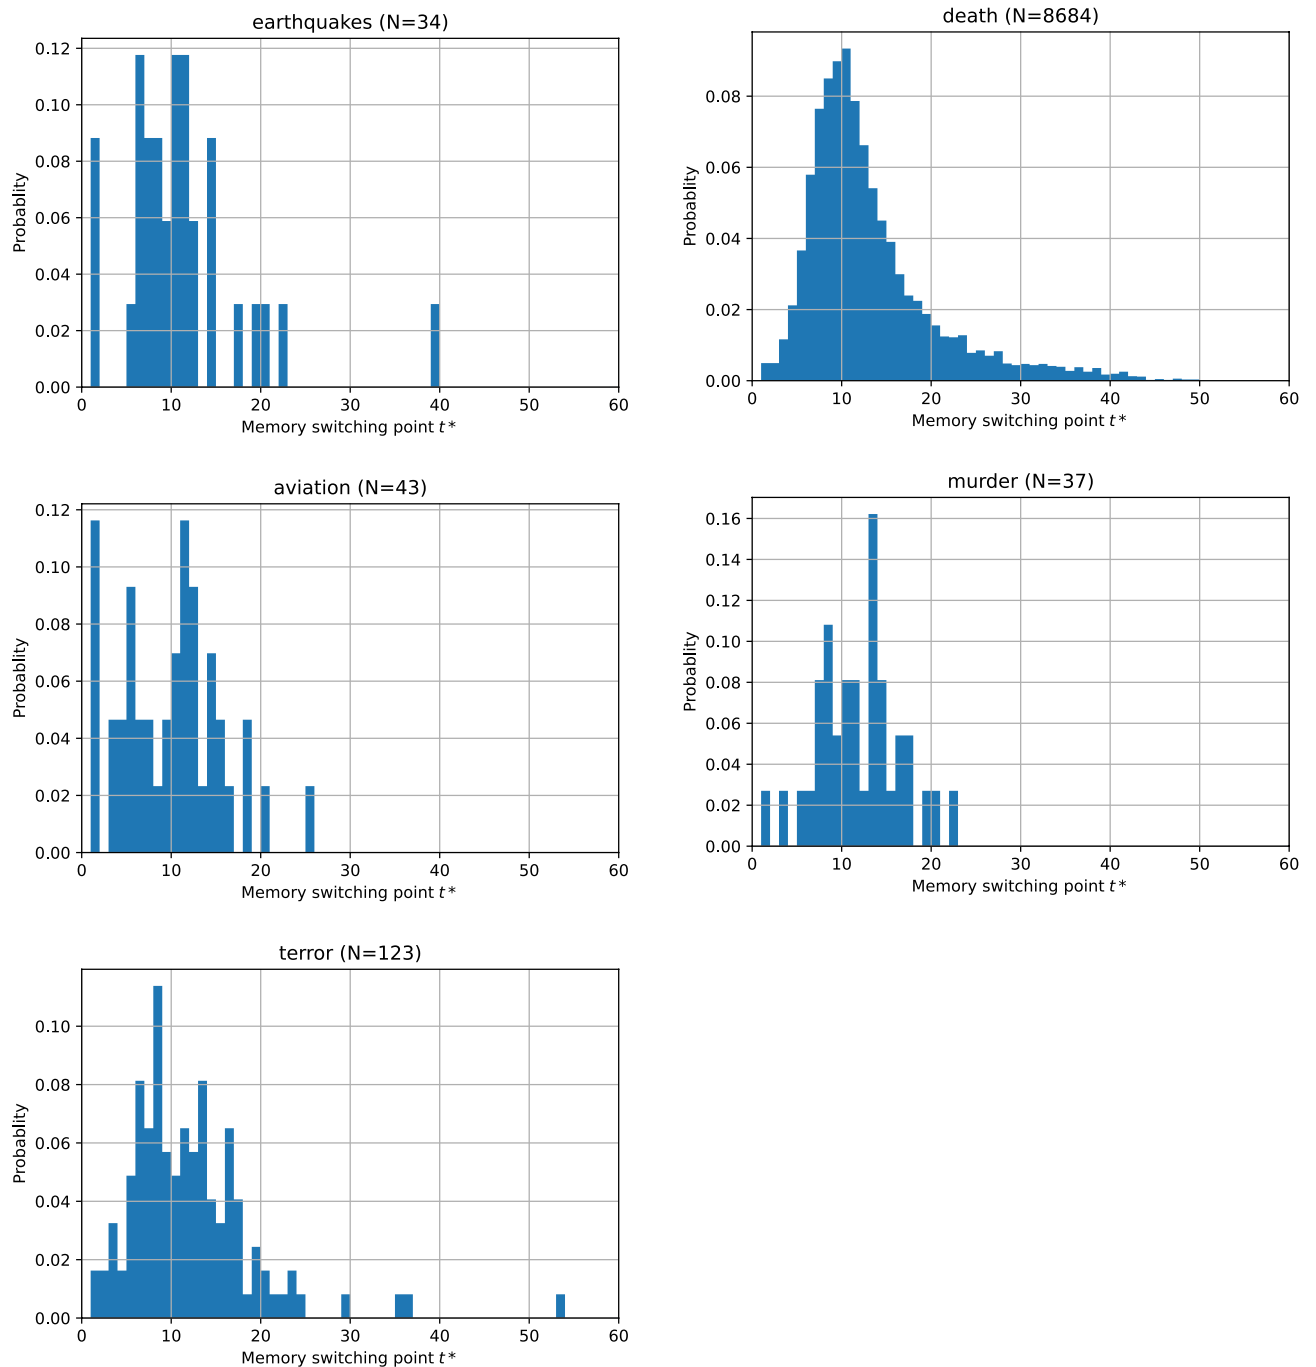 earthquakes (N=34)
0.12
0.10
0.08
0.06
0.04
0.02
0.00
Probablity
0 10 20 30 40 50 60
Memory switching point t*
death (N=8684)
0.08
0.06
0.04
0.02
0.00
Probablity
0 10 20 30 40 50 60
Memory switching point t*
aviation (N=43)
0.12
0.10
0.08
0.06
0.04
0.02
0.00
Probablity
0 10 20 30 40 50 60
Memory switching point t*
murder (N=37)
0.16
0.14
0.12
0.10
0.08
0.06
0.04
0.02
0.00
Probablity
0 10 20 30 40 50 60
Memory switching point t*
terror (N=123)
0.10
0.08
0.06
0.04
0.02
0.00
Probablity
0 10 20 30 40 50 60
Memory switching point t*